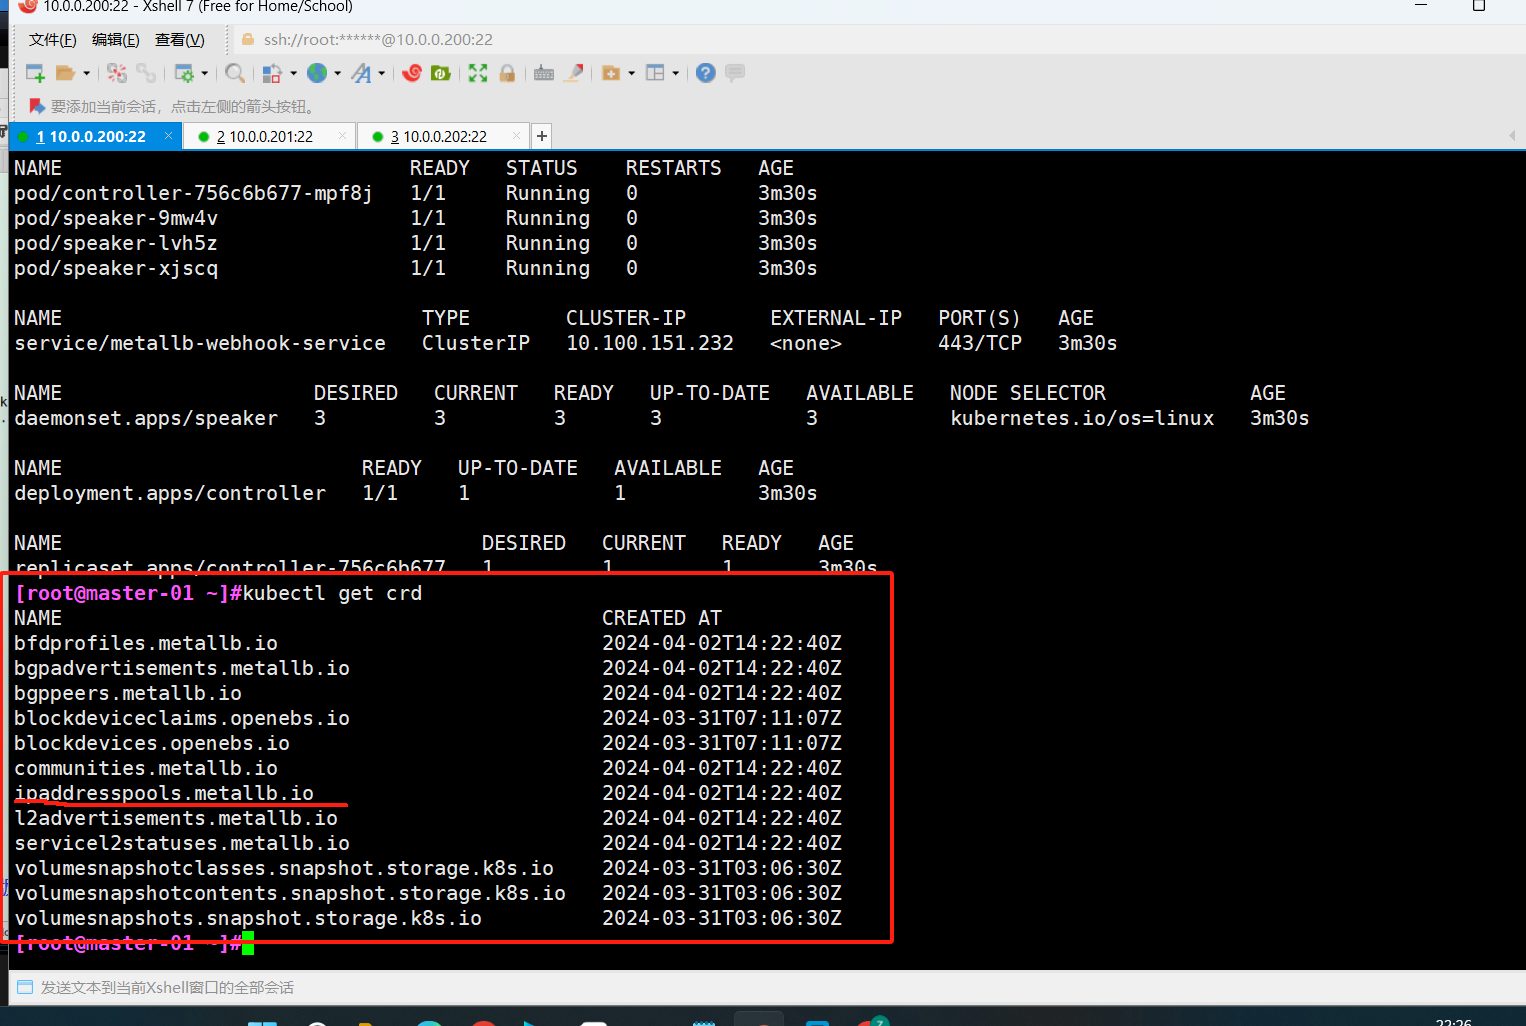 10.0.0.200:22 - Xshell 7 (Free for Home/School)
文件(F) 编辑(E) 查看(V) ssh://root:******@10.0.0.200:22
要添加当前会话，点击左侧的箭头按钮。
1 10.0.0.200:22 × 2 10.0.0.201:22 × 3 10.0.0.202:22 × +
NAME READY STATUS RESTARTS AGE
pod/controller-756c6b677-mpf8j 1/1 Running 0 3m30s
pod/speaker-9mw4v 1/1 Running 0 3m30s
pod/speaker-lvh5z 1/1 Running 0 3m30s
pod/speaker-xjscq 1/1 Running 0 3m30s
NAME TYPE CLUSTER-IP EXTERNAL-IP PORT(S) AGE
service/metallb-webhook-service ClusterIP 10.100.151.232 <none> 443/TCP 3m30s
NAME DESIRED CURRENT READY UP-TO-DATE AVAILABLE NODE SELECTOR AGE
daemonset.apps/speaker 3 3 3 3 3 kubernetes.io/os=linux 3m30s
NAME READY UP-TO-DATE AVAILABLE AGE
deployment.apps/controller 1/1 1 1 3m30s
NAME DESIRED CURRENT READY AGE
replicaset.apps/controller-756c6b677 1 1 1 3m30s
[root@master-01 ~]#kubectl get crd
NAME CREATED AT
bfdprofiles.metallb.io 2024-04-02T14:22:40Z
bgpadvertisements.metallb.io 2024-04-02T14:22:40Z
bgppeers.metallb.io 2024-04-02T14:22:40Z
blockdeviceclaims.openebs.io 2024-03-31T07:11:07Z
blockdevices.openebs.io 2024-03-31T07:11:07Z
communities.metallb.io 2024-04-02T14:22:40Z
ipaddresspools.metallb.io 2024-04-02T14:22:40Z
l2advertisements.metallb.io 2024-04-02T14:22:40Z
servicel2statuses.metallb.io 2024-04-02T14:22:40Z
volumesnapshotclasses.snapshot.storage.k8s.io 2024-03-31T03:06:30Z
volumesnapshotcontents.snapshot.storage.k8s.io 2024-03-31T03:06:30Z
volumesnapshots.snapshot.storage.k8s.io 2024-03-31T03:06:30Z
[root@master-01 ~]#
发送文本到当前Xshell窗口的全部会话
22:26